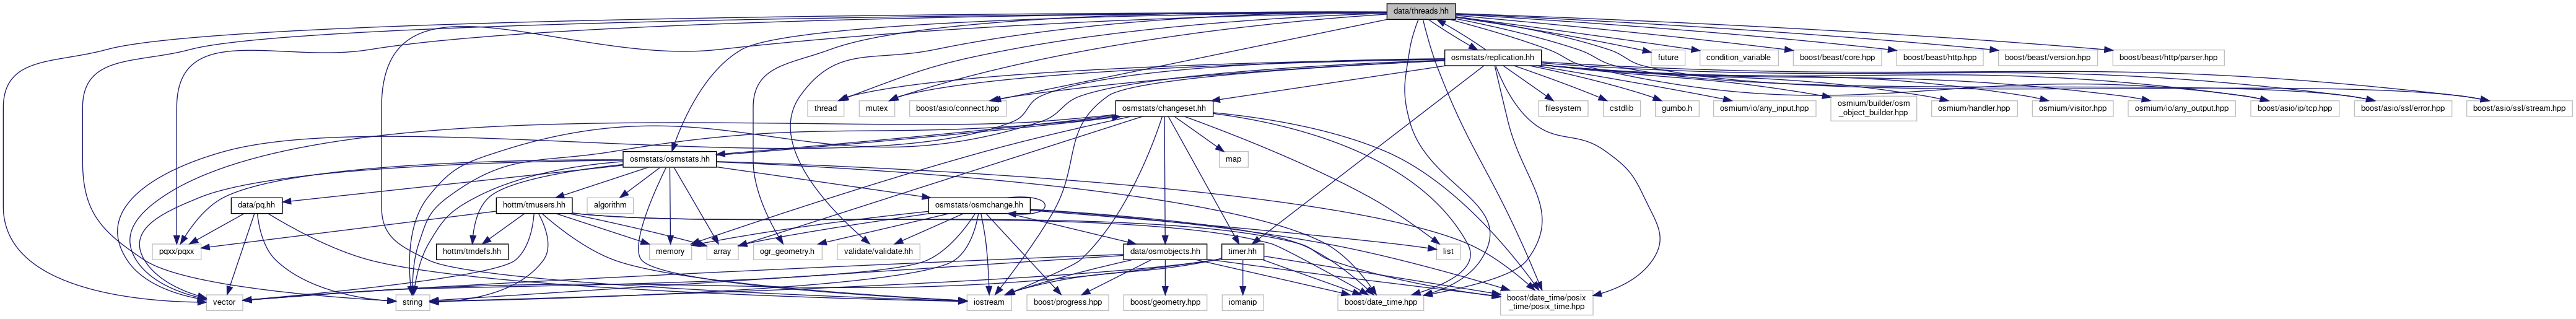 data/threads.hh
osmstats/replication.hh
future
condition_variable
boost/beast/core.hpp
boost/beast/http.hpp
boost/beast/version.hpp
boost/beast/http/parser.hpp
thread
mutex
boost/asio/connect.hpp
osmstats/changeset.hh
filesystem
cstdlib
gumbo.h
osmium/io/any_input.hpp
osmium/builder/osm
_object_builder.hpp
osmium/handler.hpp
osmium/visitor.hpp
osmium/io/any_output.hpp
boost/asio/ip/tcp.hpp
boost/asio/ssl/error.hpp
boost/asio/ssl/stream.hpp
osmstats/osmstats.hh
map
data/pq.hh
hottm/tmusers.hh
algorithm
osmstats/osmchange.hh
pqxx/pqxx
hottm/tmdefs.hh
memory
array
ogr_geometry.h
validate/validate.hh
data/osmobjects.hh
timer.hh
list
vector
string
iostream
boost/progress.hpp
boost/geometry.hpp
iomanip
boost/date_time.hpp
boost/date_time/posix
_time/posix_time.hpp